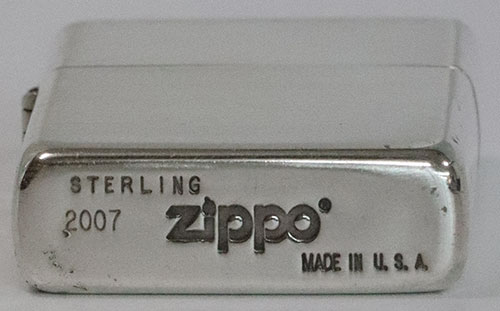 STERLING
2007 zippo®
MADE IN U.S.A.